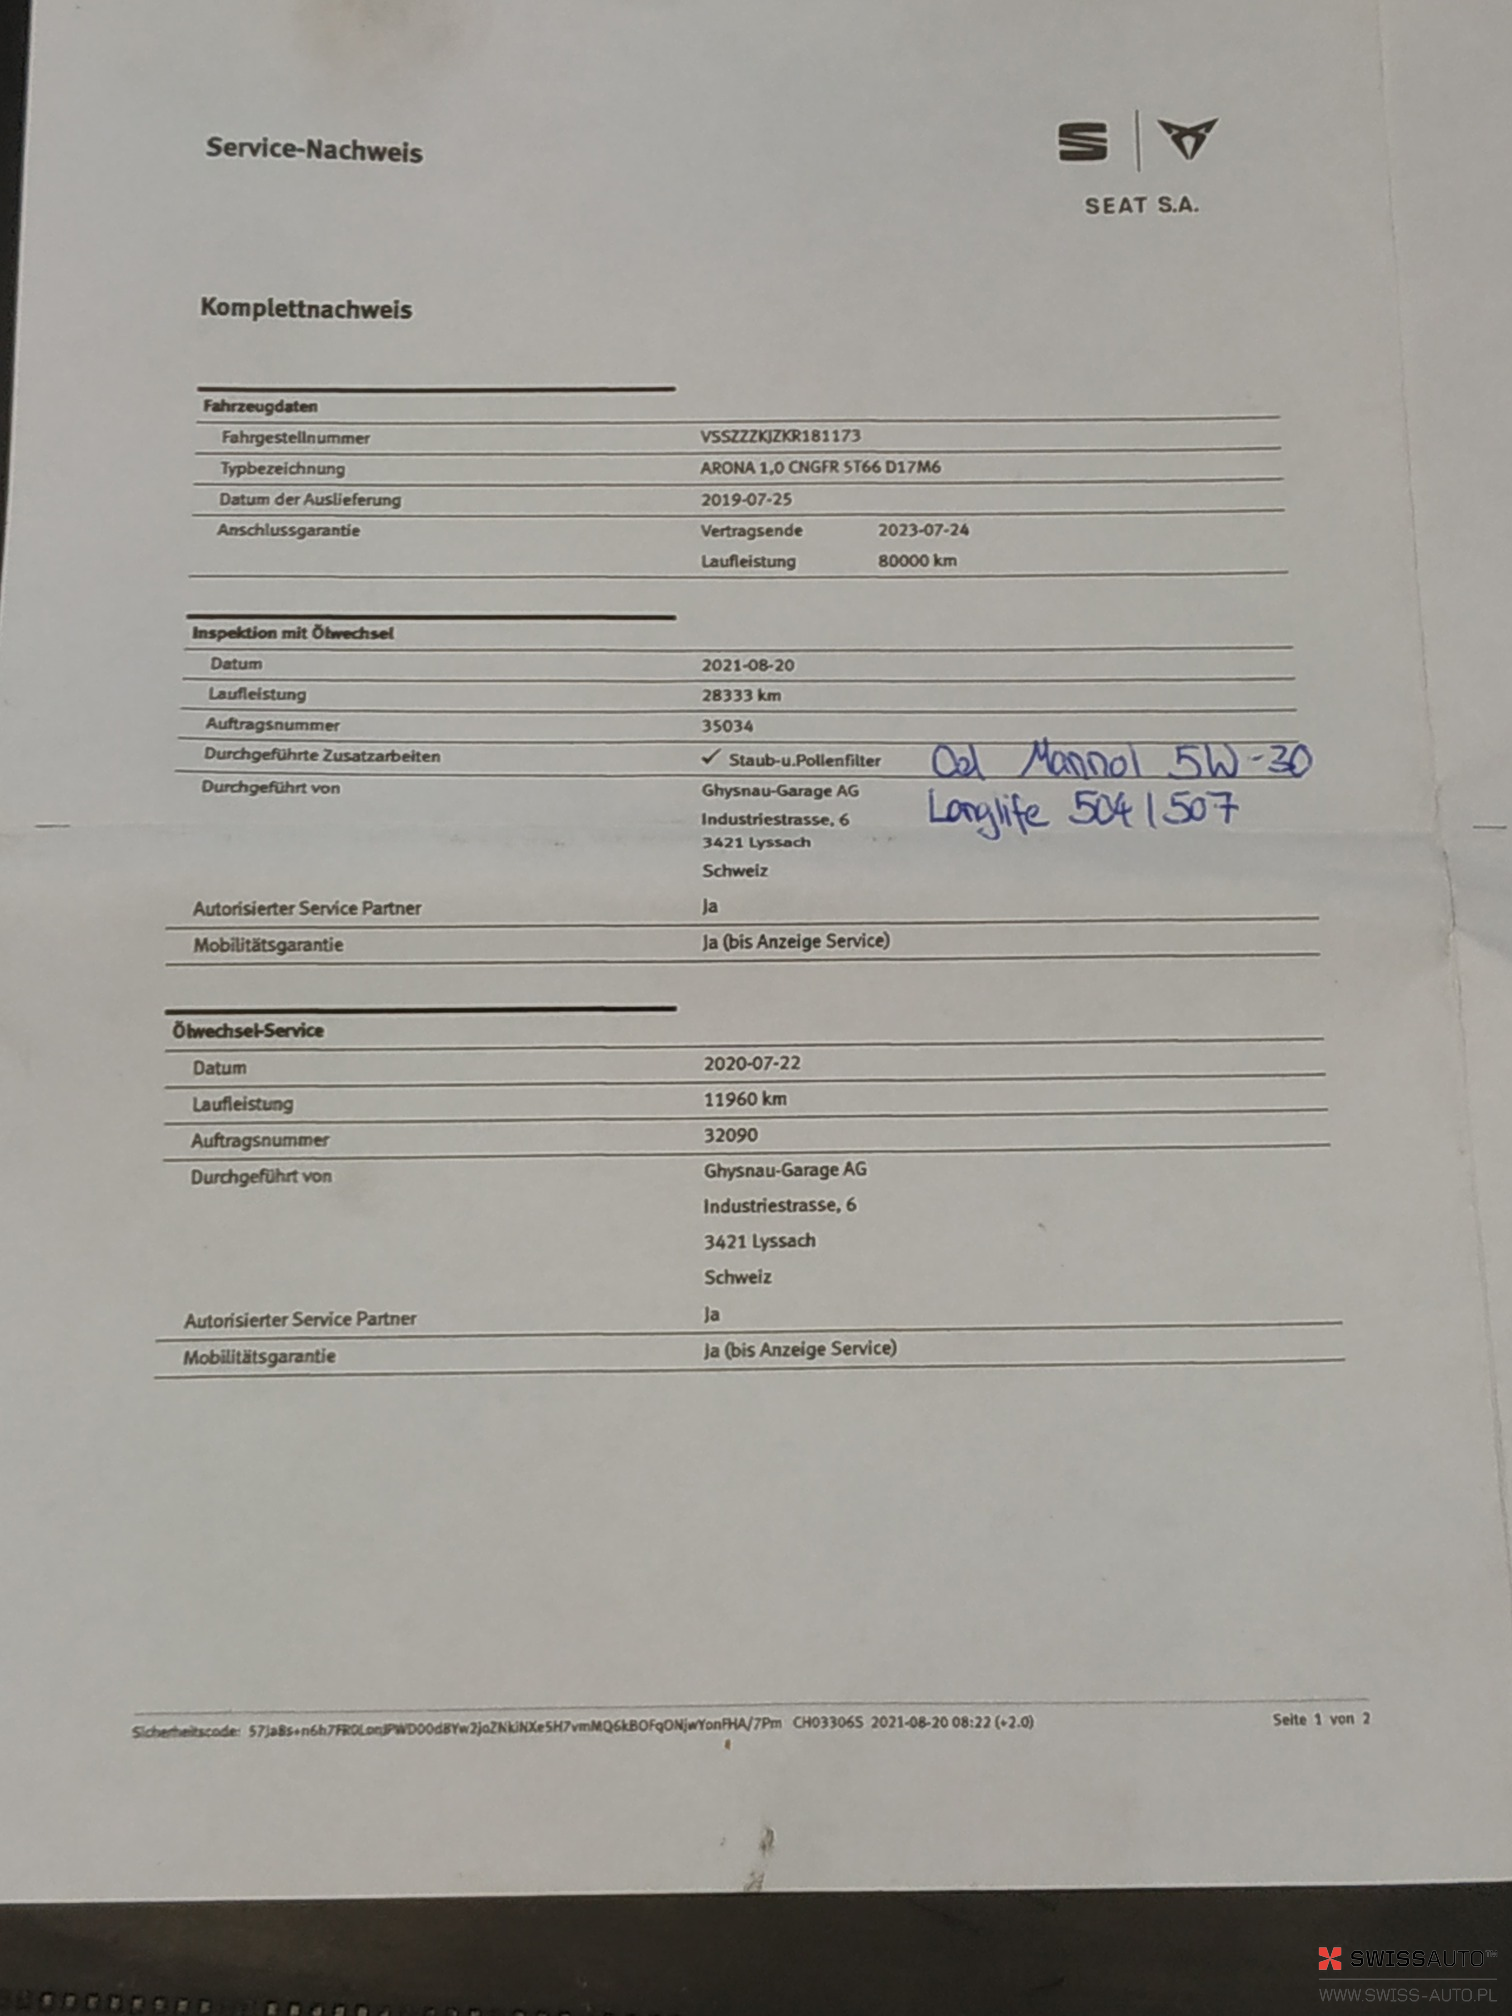 Service-Nachweis
SEAT S.A.
Komplettnachweis
Fahrzeugdaten
Fahrgestellnummer VSSZZZKJZKR181173
Typbezeichnung ARONA 1,0 CNGFR 5T66 D17M6
Datum der Auslieferung 2019-07-25
Anschlussgarantie Vertragsende 2023-07-24
Laufleistung 80000 km
Inspektion mit Ölwechsel
Datum 2021-08-20
Laufleistung 28333 km
Auftragsnummer 35034
Durchgeführte Zusatzarbeiten ✓ Staub-u.Pollenfilter Oel Mannol 5W-30
Durchgeführt von Ghysnau-Garage AG Longlife 504/507
Industriestrasse, 6
3421 Lyssach
Schweiz
Autorisierter Service Partner Ja
Mobilitätsgarantie Ja (bis Anzeige Service)
Ölwechsel-Service
Datum 2020-07-22
Laufleistung 11960 km
Auftragsnummer 32090
Durchgeführt von Ghysnau-Garage AG
Industriestrasse, 6
3421 Lyssach
Schweiz
Autorisierter Service Partner Ja
Mobilitätsgarantie Ja (bis Anzeige Service)
Sicherheitscode: CH03306S 2021-08-20 08:22 (+2.0) Seite 1 von 2
SWISSAUTO™
WWW.SWISS-AUTO.PL